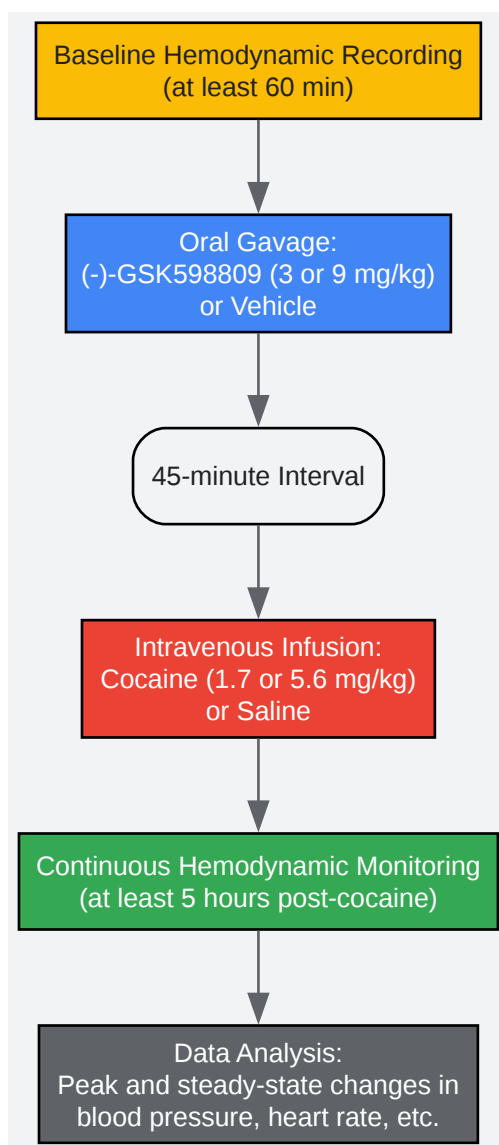 Baseline Hemodynamic Recording
(at least 60 min)
Oral Gavage:
(-)-GSK598809 (3 or 9 mg/kg)
or Vehicle
45-minute Interval
Intravenous Infusion:
Cocaine (1.7 or 5.6 mg/kg)
or Saline
Continuous Hemodynamic Monitoring
(at least 5 hours post-cocaine)
Data Analysis:
Peak and steady-state changes in
blood pressure, heart rate, etc.